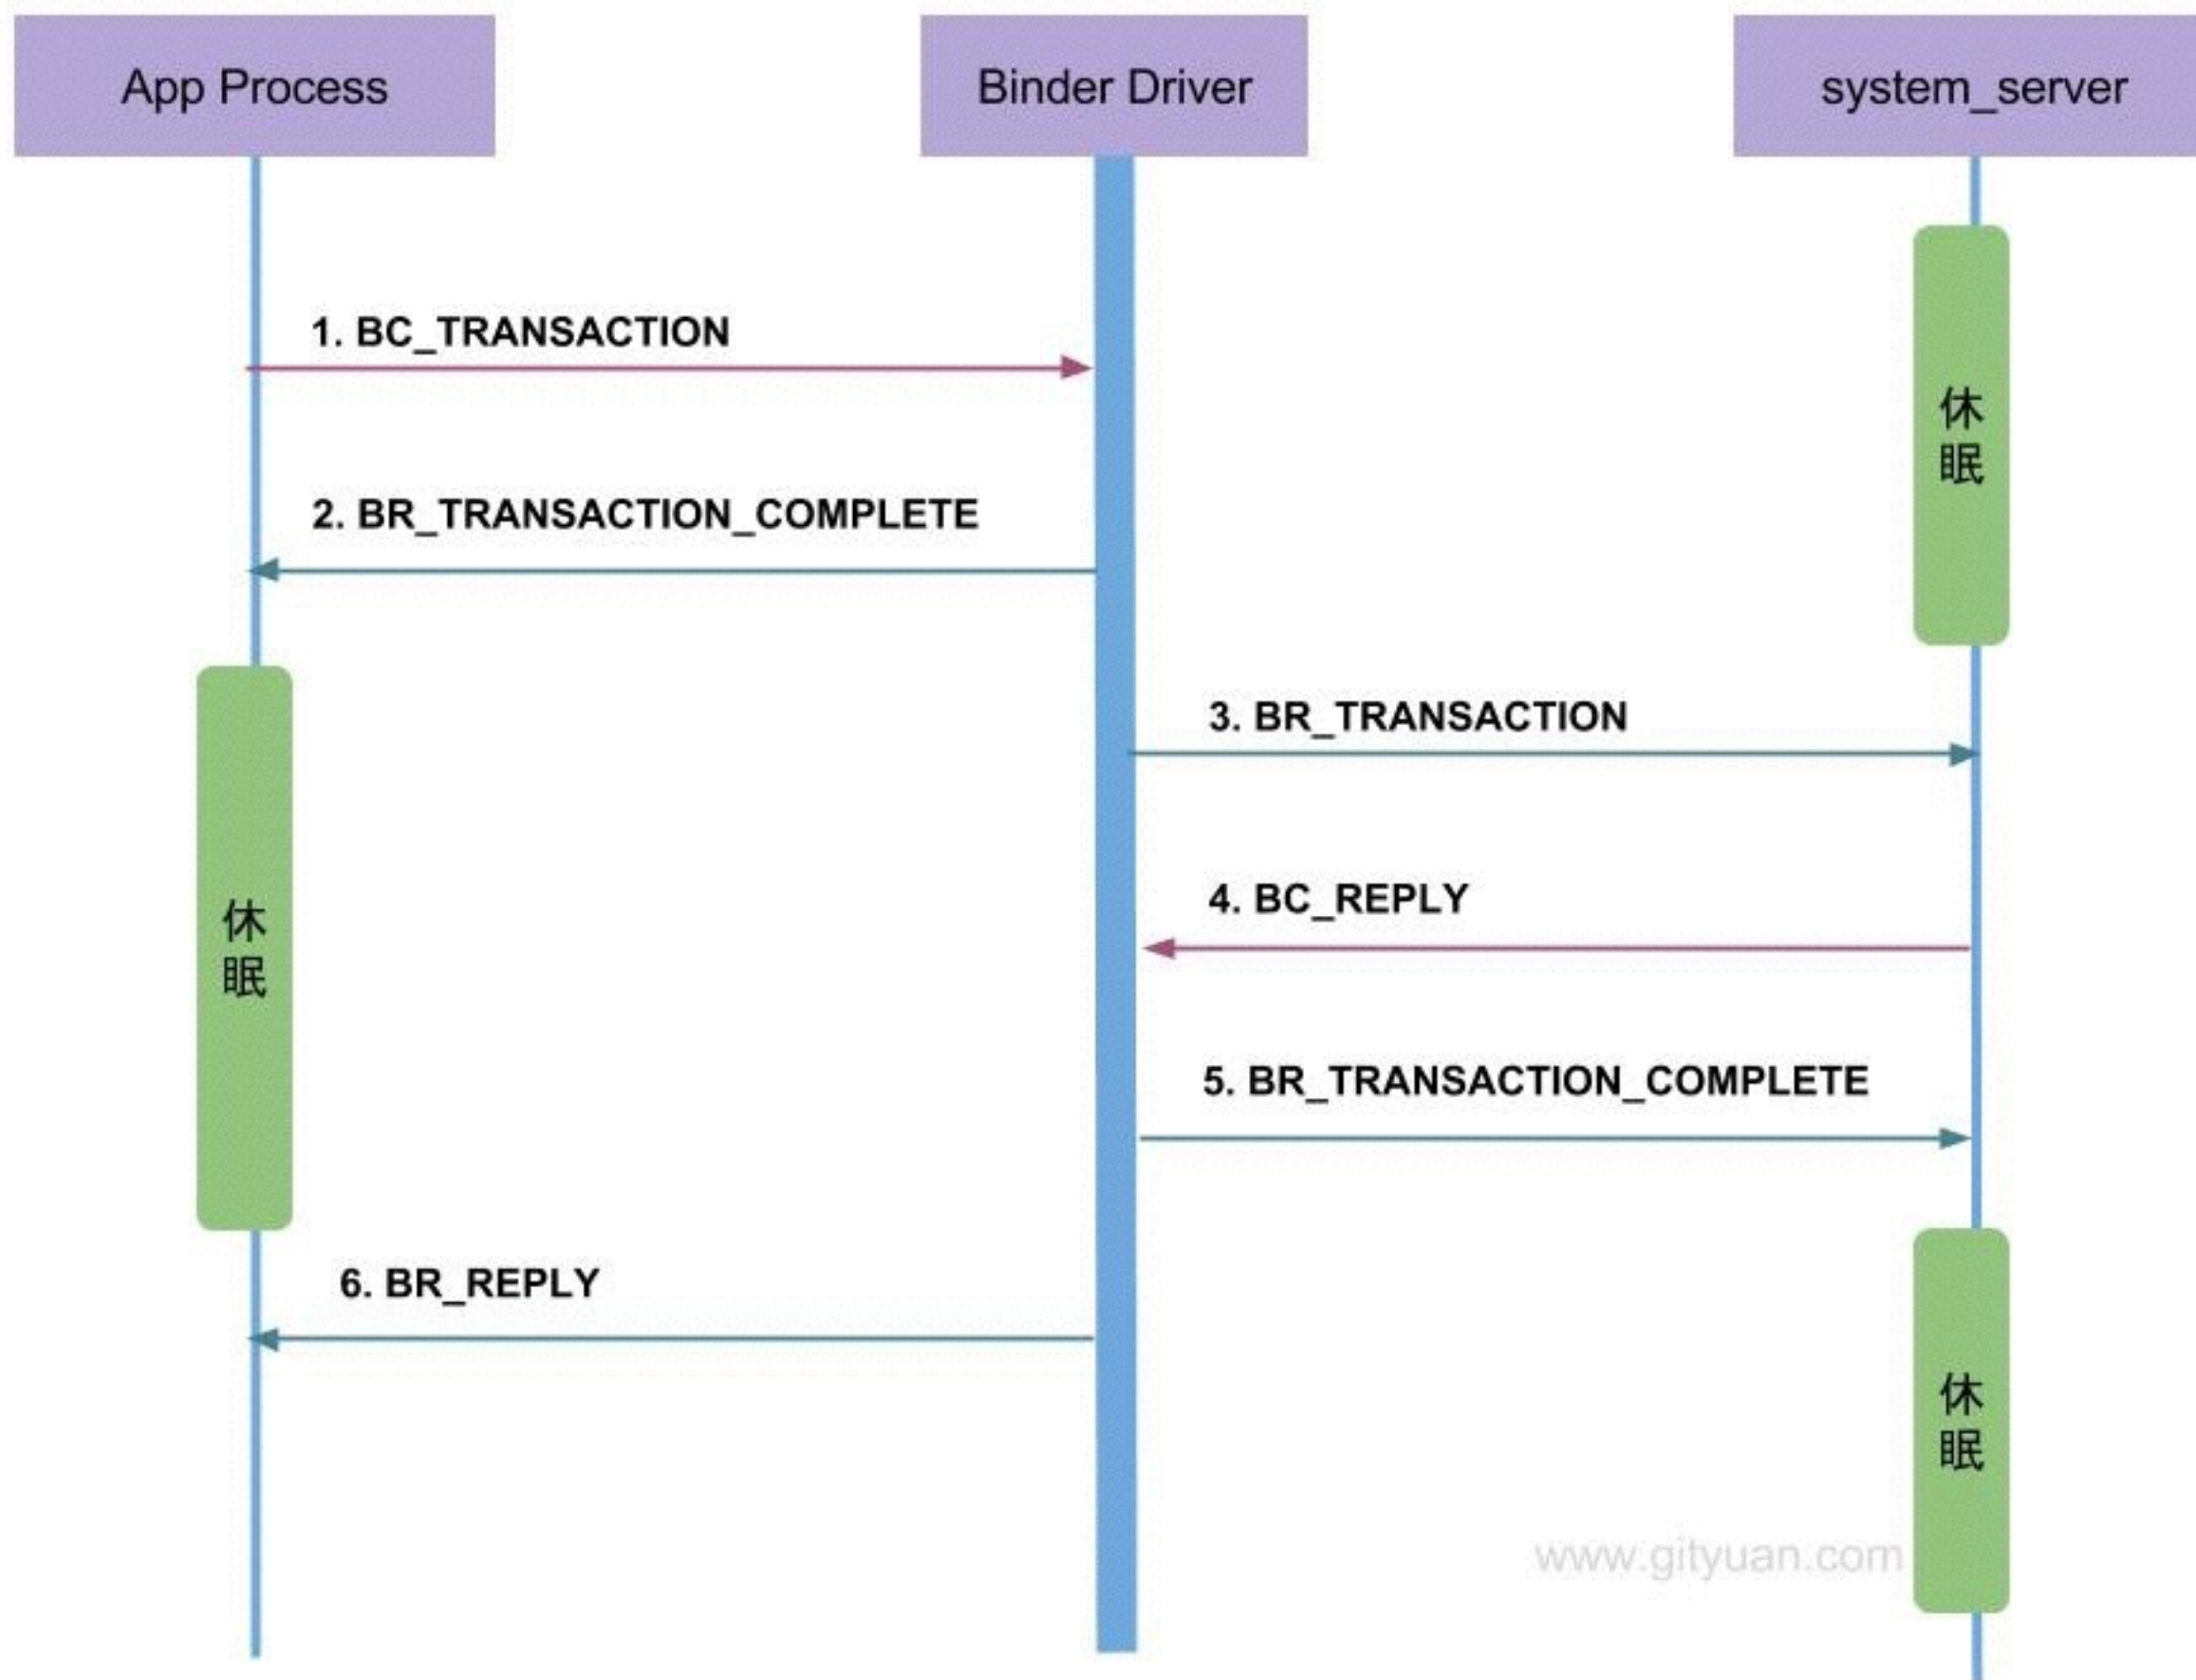 App Process
Binder Driver
system_server
1. BC_TRANSACTION
休
眠
2. BR_TRANSACTION_COMPLETE
3. BR_TRANSACTION
休
眠
4. BC_REPLY
5. BR_TRANSACTION_COMPLETE
6. BR_REPLY
休
眠
www.gityuan.com